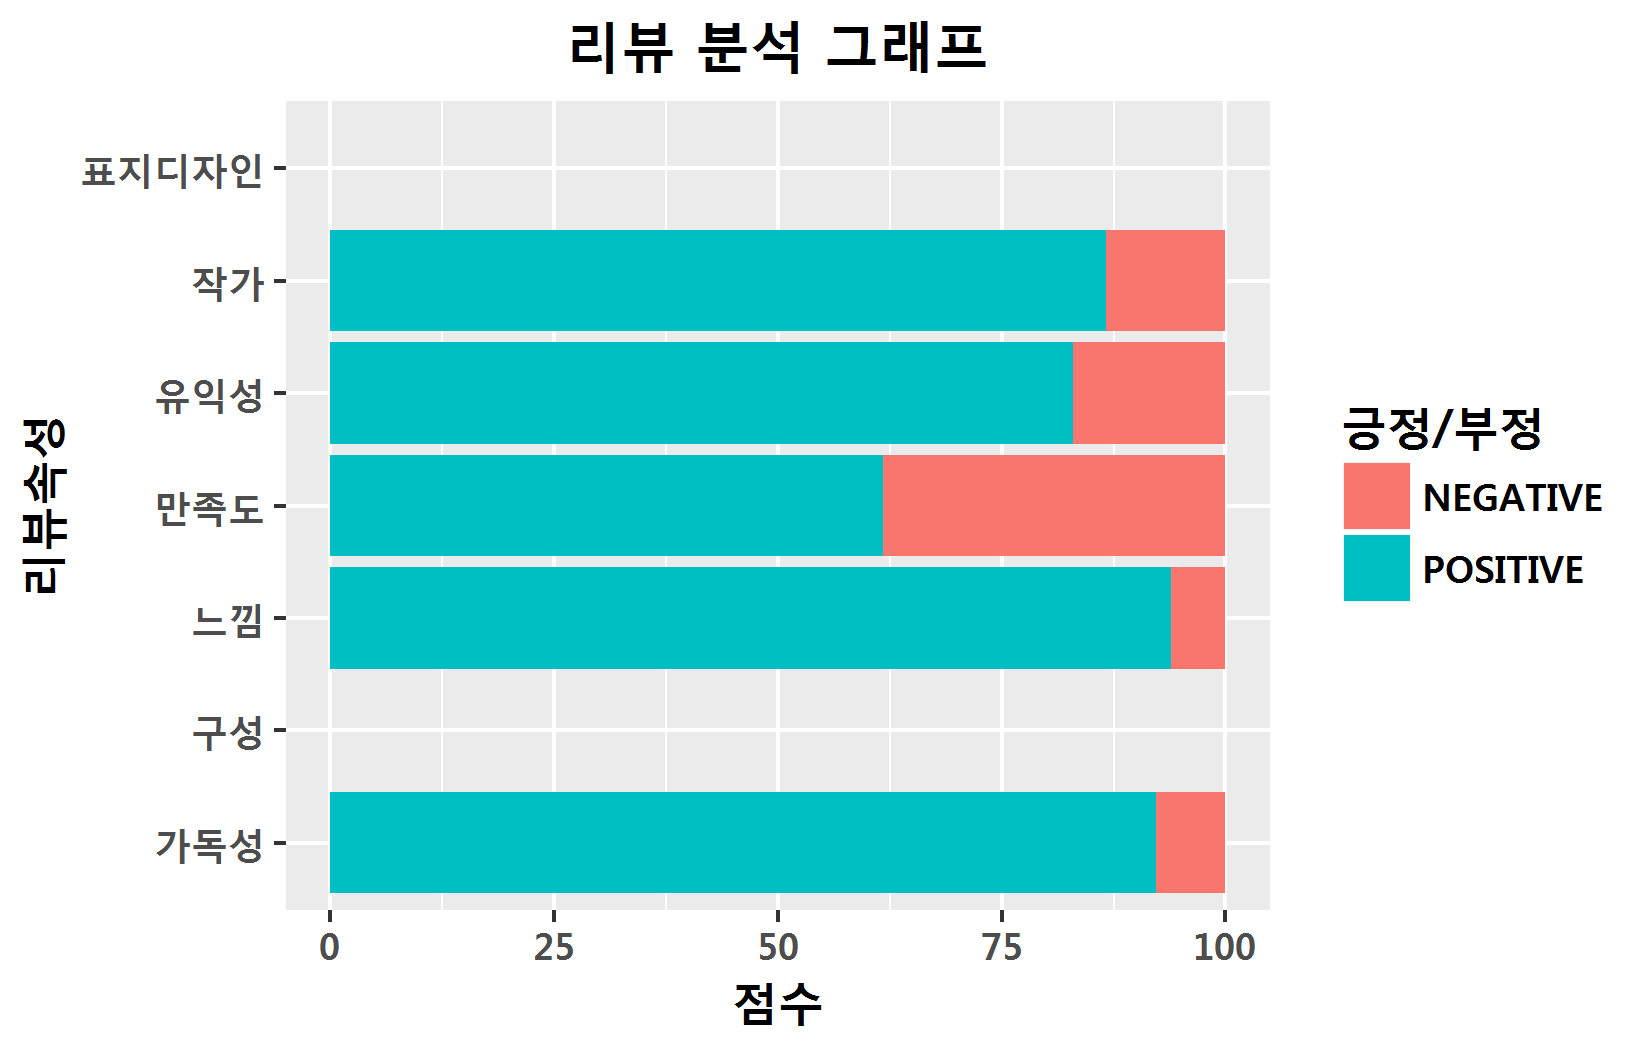 리뷰 분석 그래프
리뷰속성
표지디자인
작가
유익성
만족도
느낌
구성
가독성
0 25 50 75 100
점수
긍정/부정
NEGATIVE
POSITIVE